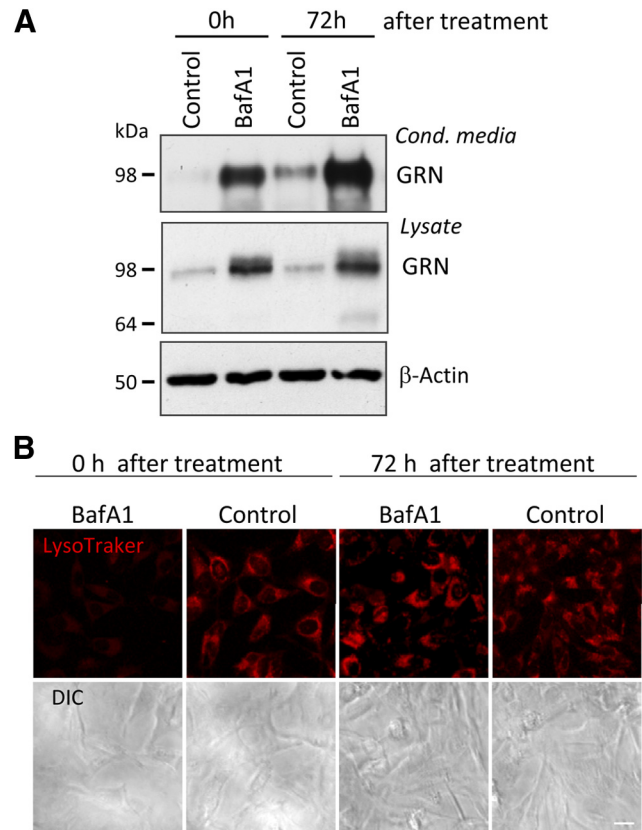 A
0h 72h after treatment
Control BafA1 Control BafA1
kDa
Cond. media
98 GRN
Lysate
98 GRN
64
50 β-Actin
B
0 h after treatment 72 h after treatment
BafA1 Control BafA1 Control
LysoTraker
DIC